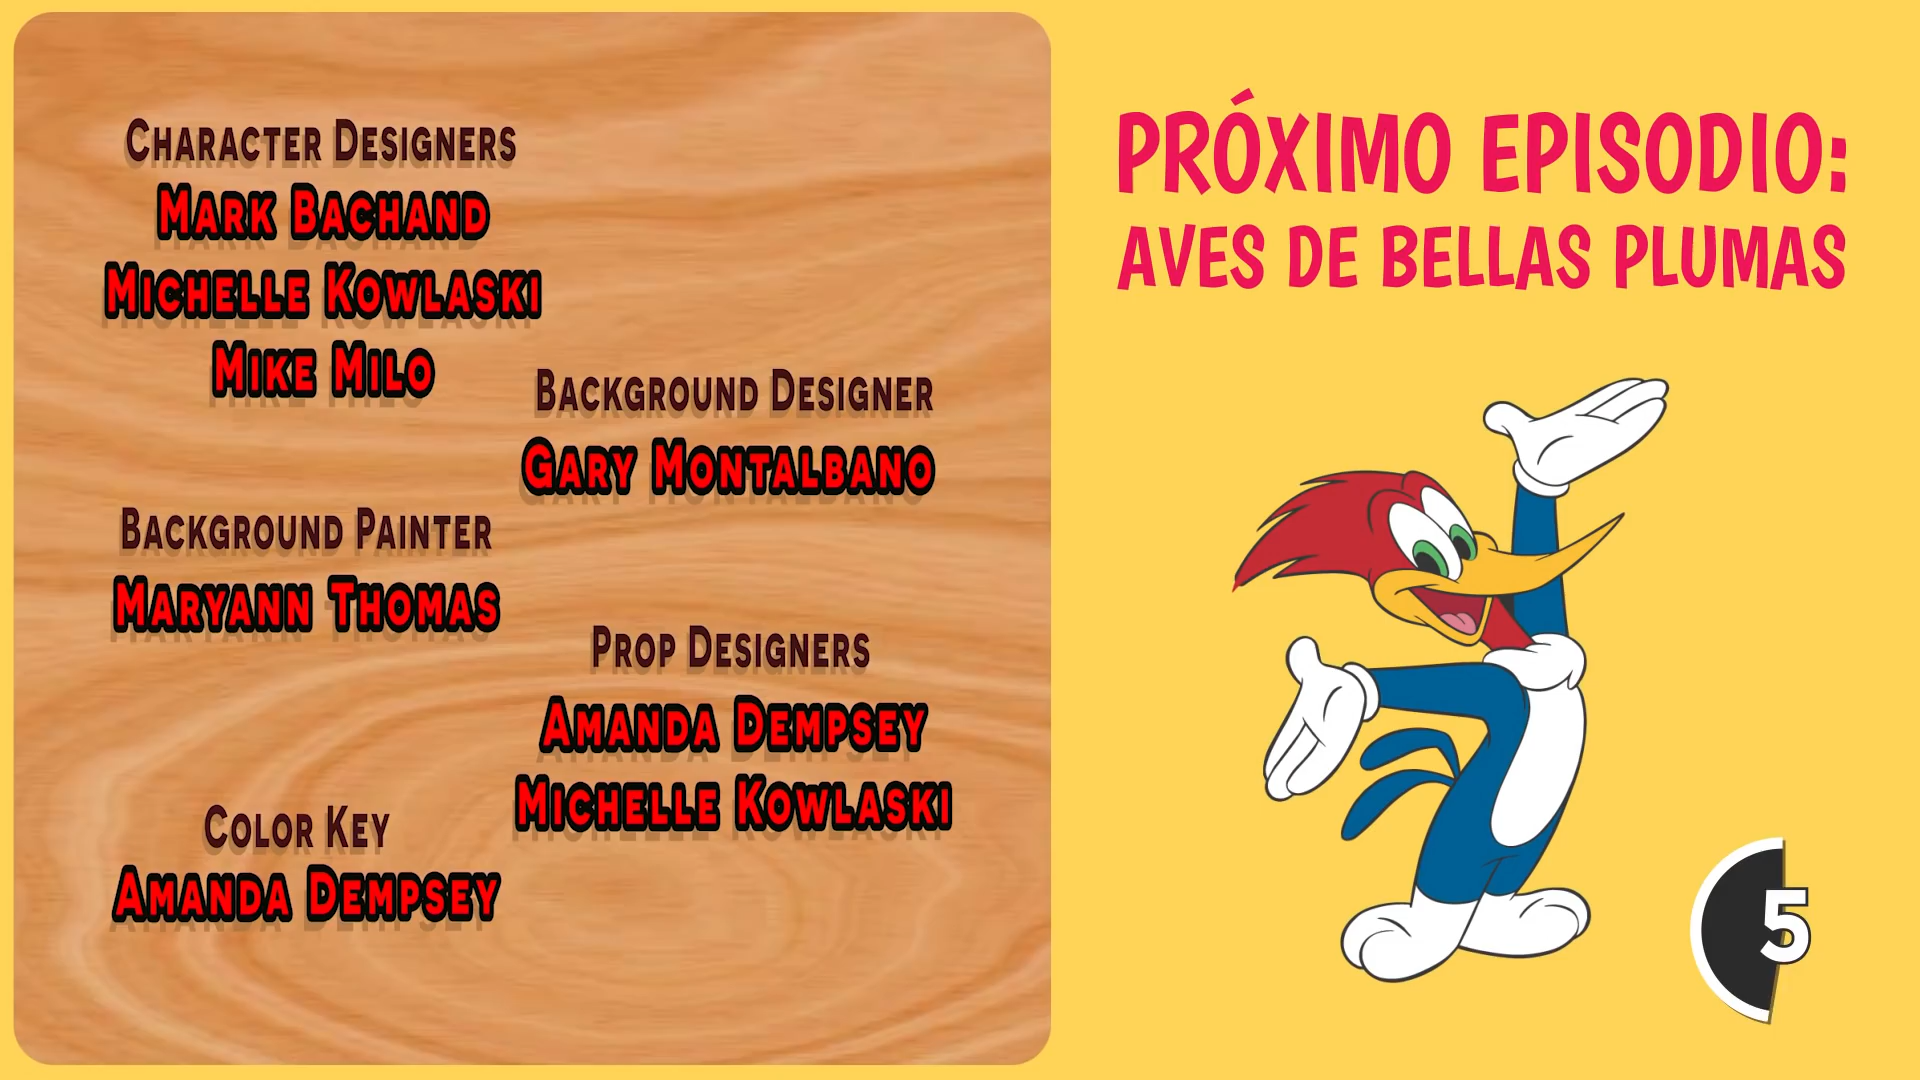 Character Designers
Mark Bachand
Michelle Kowlaski
Mike Milo
Background Designer
Gary Montalbano
Background Painter
Maryann Thomas
Prop Designers
Amanda Dempsey
Michelle Kowlaski
Color Key
Amanda Dempsey
PRÓXIMO EPISODIO:
AVES DE BELLAS PLUMAS
5